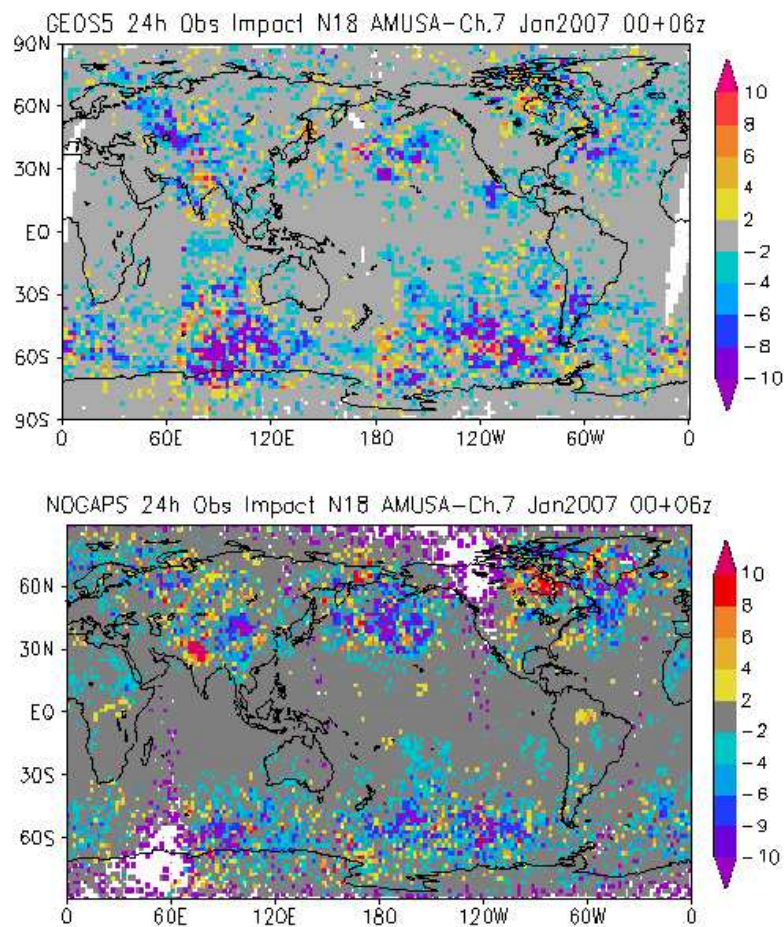 GEOS5 24h Obs Impact N18 AMUSA-Ch.7 Jan2007 00+06z
90N
60N
30N
EQ
30S
60S
90S
0 60E 120E 180 120W 60W 0
10
8
6
4
2
-2
-4
-6
-8
-10
NOGAPS 24h Obs Impact N18 AMUSA-Ch.7 Jan2007 00+06z
60N
30N
EQ
30S
60S
0 60E 120E 180 120W 60W 0
10
8
6
4
2
-2
-4
-6
-9
-10